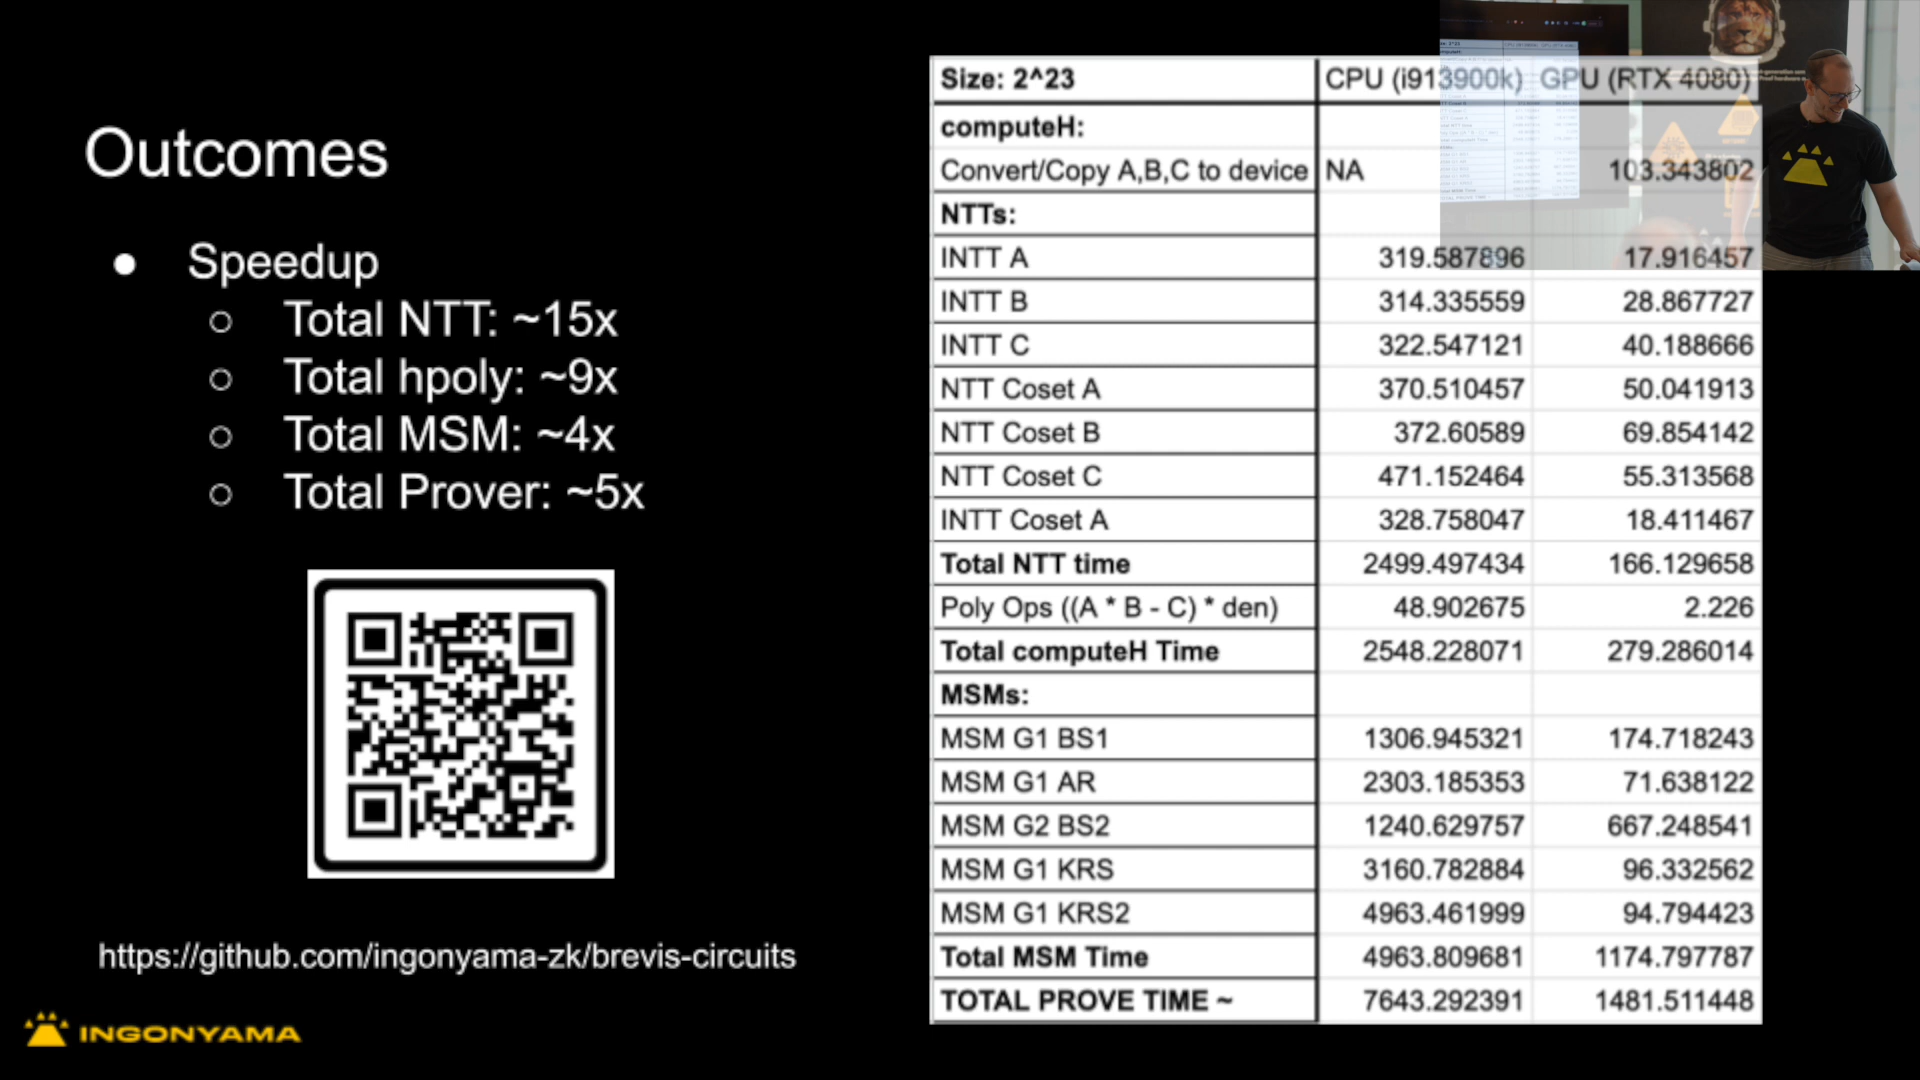 Outcomes
● Speedup
○ Total NTT: ~15x
○ Total hpoly: ~9x
○ Total MSM: ~4x
○ Total Prover: ~5x
https://github.com/ingonyama-zk/brevis-circuits
INGONYAMA
Size: 2^23 CPU (i913900k) GPU (RTX 4080)
computeH:
Convert/Copy A,B,C to device NA 103.343802
NTTs:
INTT A 319.587896 17.916457
INTT B 314.335559 28.867727
INTT C 322.547121 40.188666
NTT Coset A 370.510457 50.041913
NTT Coset B 372.60589 69.854142
NTT Coset C 471.152464 55.313568
INTT Coset A 328.758047 18.411467
Total NTT time 2499.497434 166.129658
Poly Ops ((A * B - C) * den) 48.902675 2.226
Total computeH Time 2548.228071 279.286014
MSMs:
MSM G1 BS1 1306.945321 174.718243
MSM G1 AR 2303.185353 71.638122
MSM G2 BS2 1240.629757 667.248541
MSM G1 KRS 3160.782884 96.332562
MSM G1 KRS2 4963.461999 94.794423
Total MSM Time 4963.809681 1174.797787
TOTAL PROVE TIME ~ 7643.292391 1481.511448